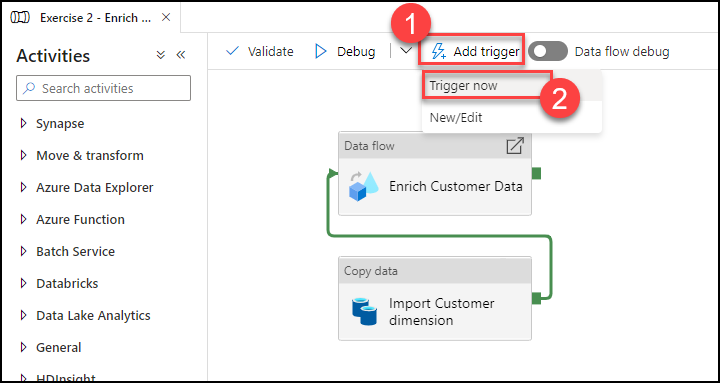 Exercise 2 - Enrich ...
1
Activities
Validate
Debug
Add trigger
Data flow debug
Search activities
Trigger now
2
New/Edit
Synapse
Move & transform
Azure Data Explorer
Azure Function
Batch Service
Databricks
Data Lake Analytics
General
HDInsight
Data flow
Enrich Customer Data
Copy data
Import Customer
dimension